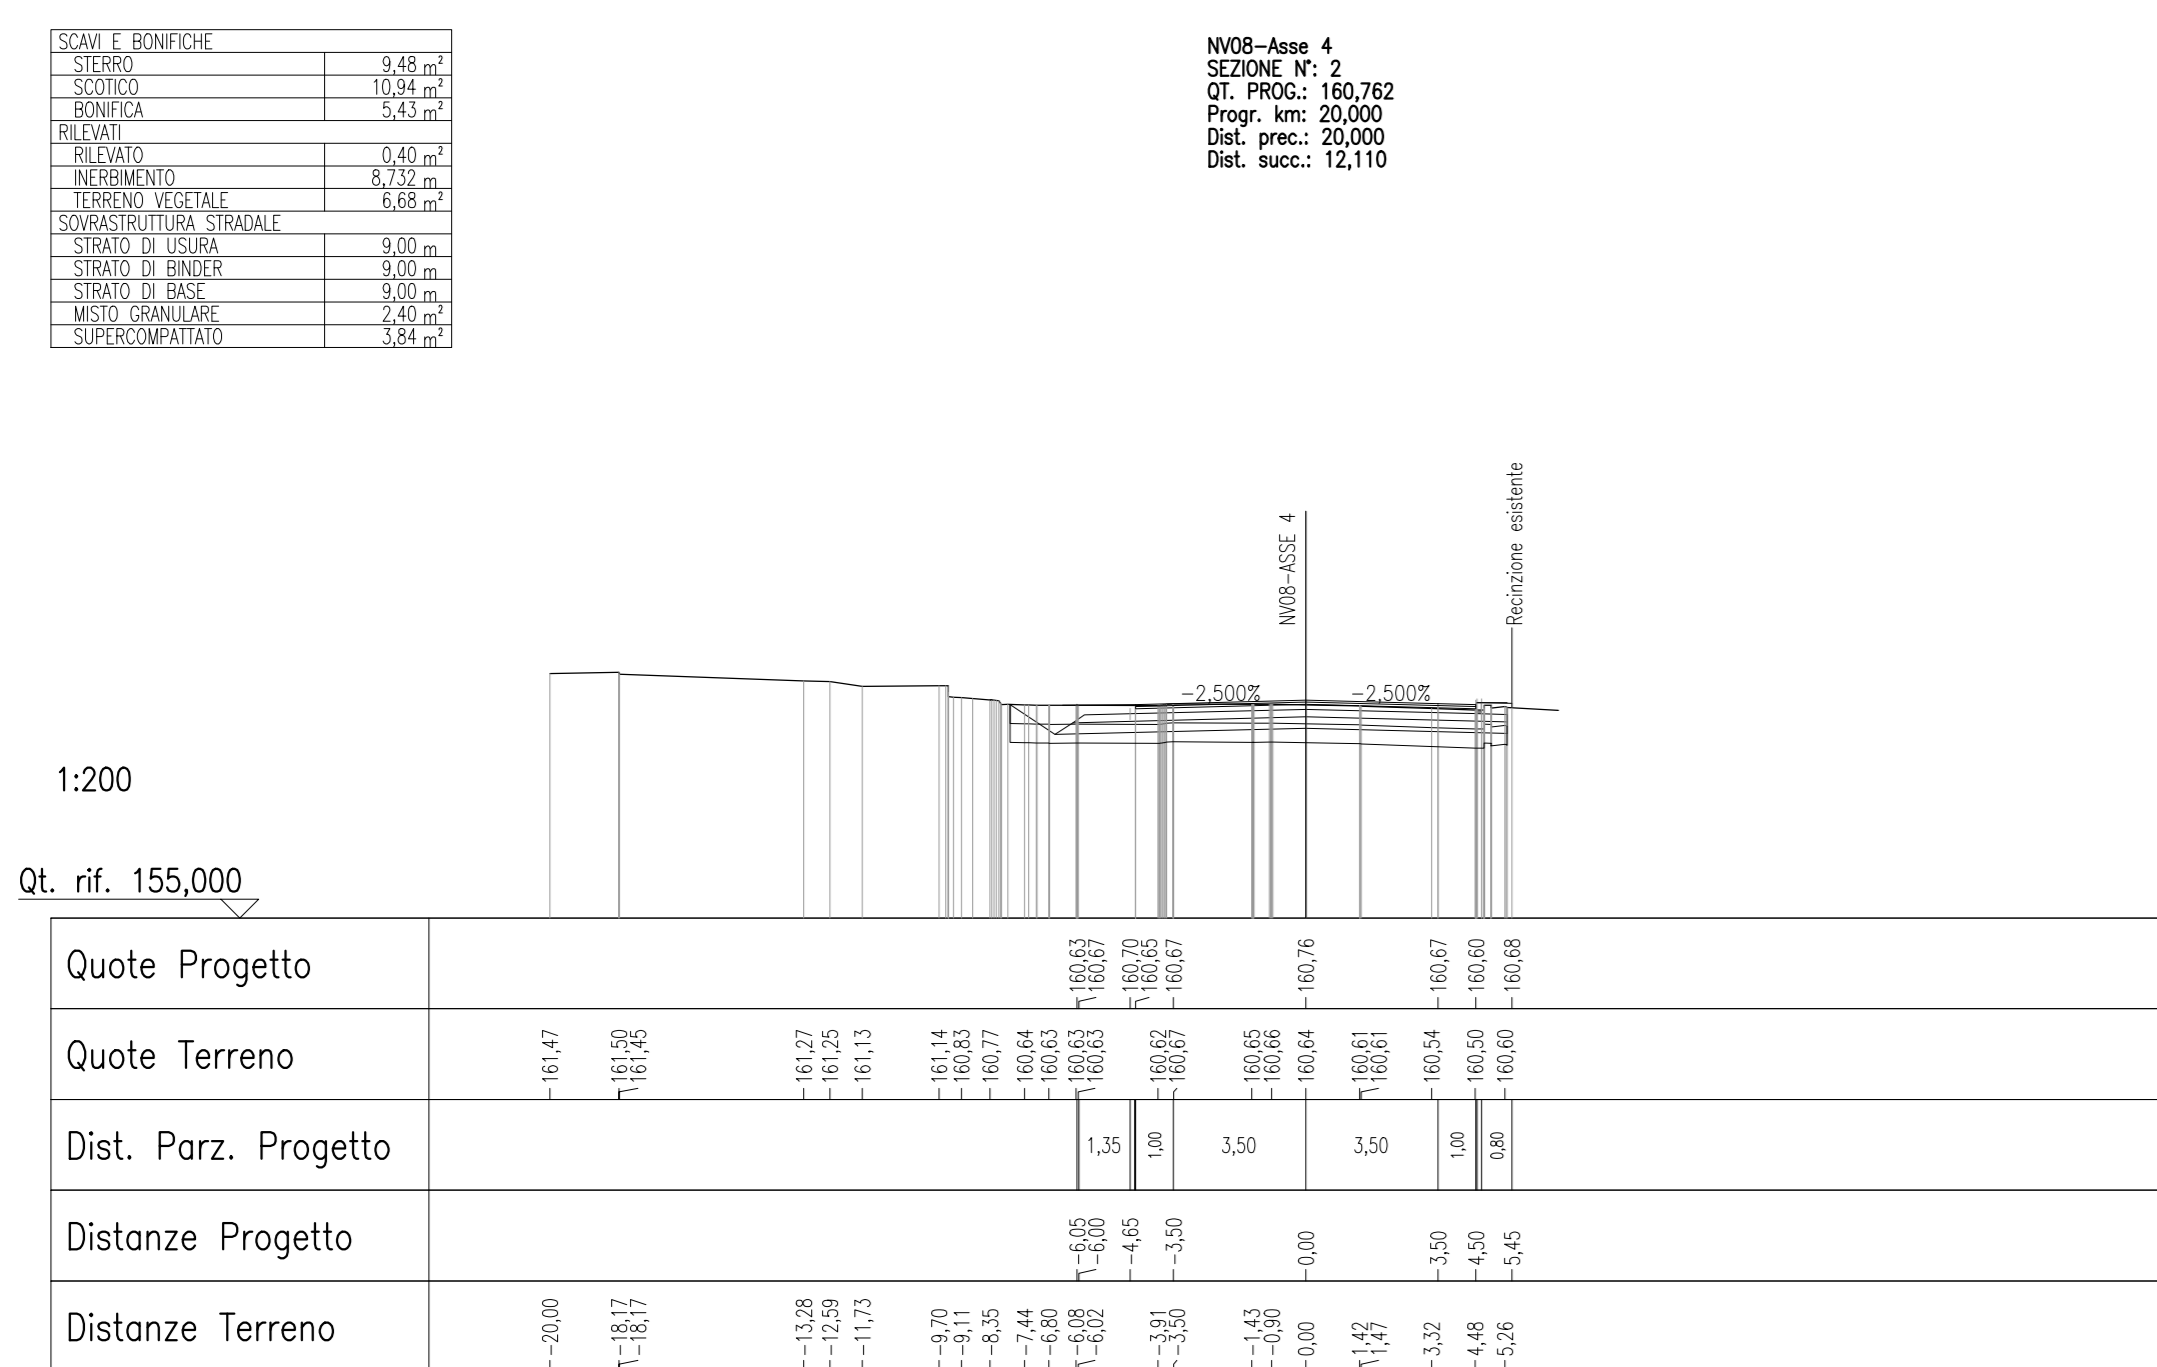 SCAVI E BONIFICHE
STERRO 9,48 m²
SCOTICO 10,94 m²
BONIFICA 5,43 m²
RILEVATI
RILEVATO 0,40 m²
INERBIMENTO 8,732 m
TERRENO VEGETALE 6,68 m²
SOVRASTRUTTURA STRADALE
STRATO DI USURA 9,00 m
STRATO DI BINDER 9,00 m
STRATO DI BASE 9,00 m
MISTO GRANULARE 2,40 m²
SUPERCOMPATTATO 3,84 m²
NV08-Asse 4
SEZIONE N°: 2
QT. PROG.: 160,762
Progr. km: 20,000
Dist. prec.: 20,000
Dist. succ.: 12,110
NV08-ASSE 4
Recinzione esistente
-2,500% -2,500%
1:200
Qt. rif. 155,000
Quote Progetto 160,63 160,67 160,70 160,65 160,67 160,76 160,67 160,60 160,68
Quote Terreno 161,47 161,50 161,45 161,27 161,25 161,13 161,14 160,83 160,77 160,64 160,63 160,63 160,63 160,62 160,67 160,65 160,66 160,64 160,61 160,61 160,54 160,50 160,60
Dist. Parz. Progetto 1,35 1,00 3,50 3,50 1,00 0,80
Distanze Progetto -6,05 -6,00 -4,65 -3,50 0,00 3,50 4,50 5,45
Distanze Terreno -20,00 -18,17 -18,17 -13,28 -12,59 -11,73 -9,70 -9,11 -8,35 -7,44 -6,80 -6,08 -6,02 -3,91 -3,50 -1,43 -0,90 0,00 1,42 1,47 3,32 4,48 5,26